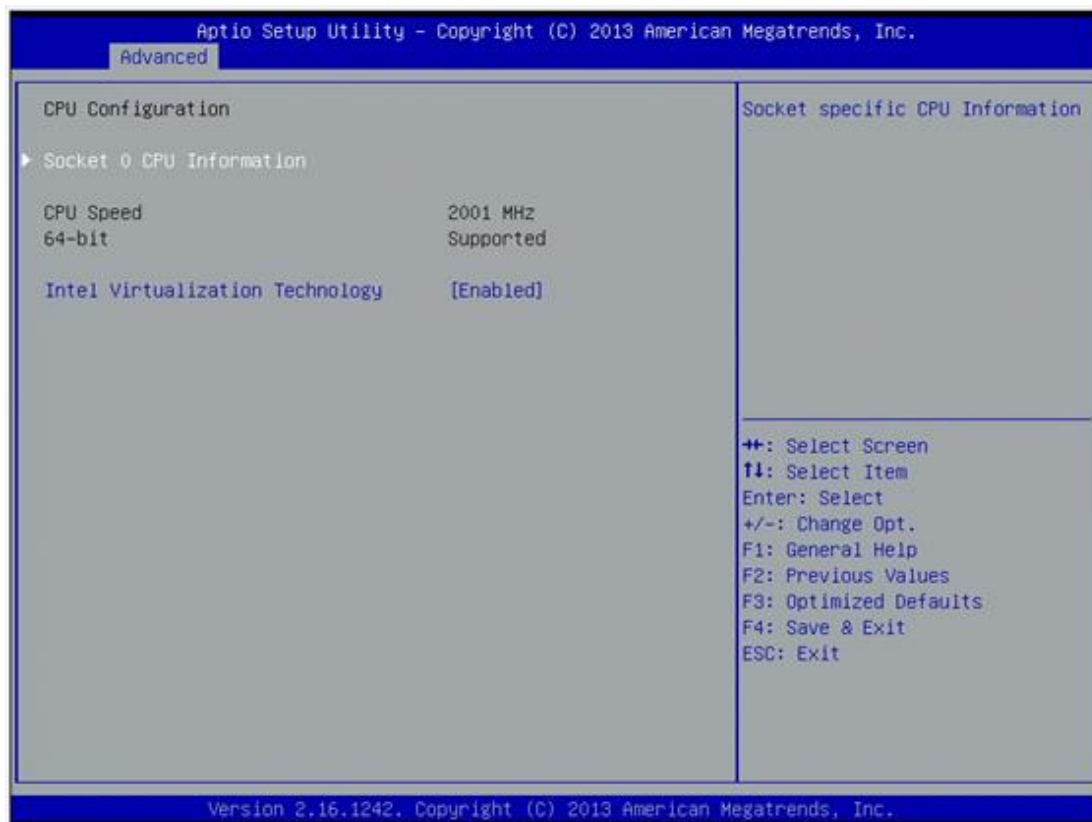 Aptio Setup Utility - Copyright (C) 2013 American Megatrends, Inc.
Advanced
CPU Configuration
Socket 0 CPU Information
CPU Speed 2001 MHz
64-bit Supported
Intel Virtualization Technology [Enabled]
Socket specific CPU Information
→←: Select Screen
↑↓: Select Item
Enter: Select
+/-: Change Opt.
F1: General Help
F2: Previous Values
F3: Optimized Defaults
F4: Save & Exit
ESC: Exit
Version 2.16.1242. Copyright (C) 2013 American Megatrends, Inc.